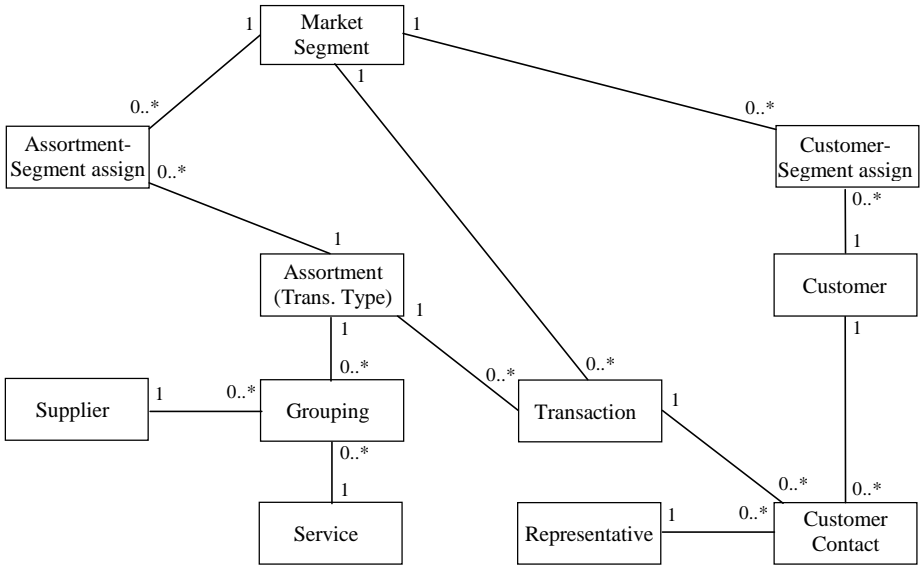 1
Market
Segment
1
1
0..*
0..*
Assortment-
Segment assign
0..*
Customer-
Segment assign
0..*
1
1
Assortment
(Trans. Type)
1
Customer
1
1
0..*
0..*
0..*
Supplier
1
0..*
Grouping
Transaction
1
0..*
1
0..*
0..*
Service
Representative
1
0..*
Customer
Contact